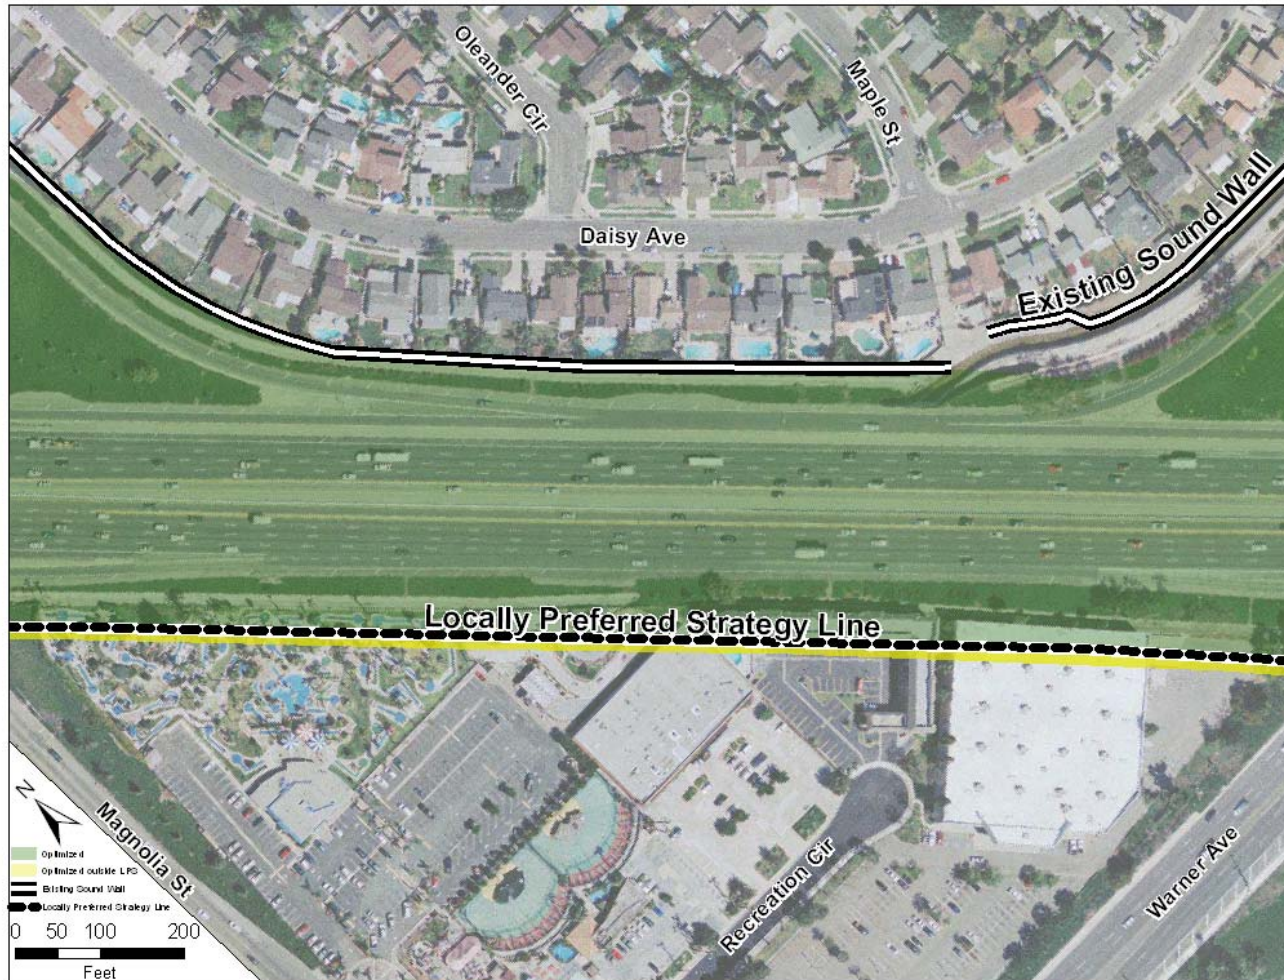 Oleander Cir
Maple St
Daisy Ave
Existing Sound Wall
Locally Preferred Strategy Line
Magnolia St
Recreation Cir
Warner Ave
N
Optimized
Optimized outside LPS
Existing Sound Wall
Locally Preferred Strategy Line
0 50 100 200
Feet